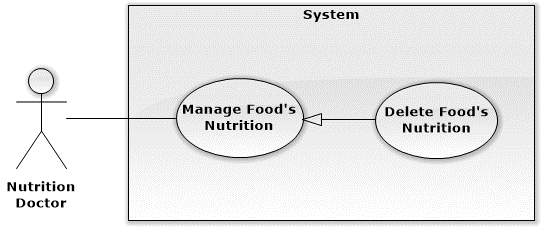 System
Manage Food's
Nutrition
Delete Food's
Nutrition
Nutrition
Doctor